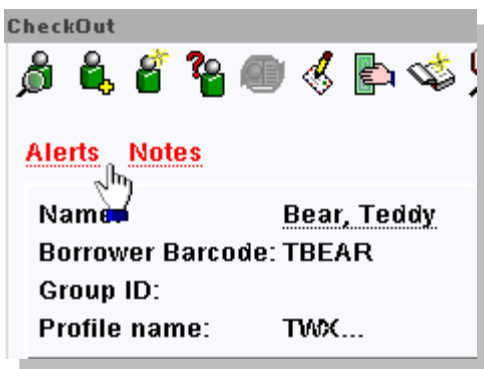 CheckOut
Alerts Notes
Name: Bear, Teddy
Borrower Barcode: TBEAR
Group ID:
Profile name: TWX...